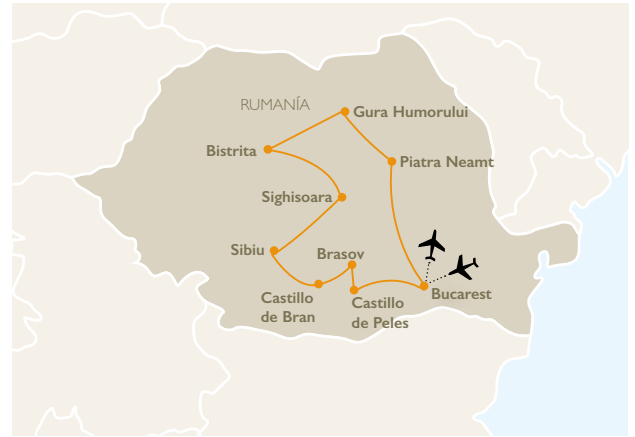 RUMANÍA
Gura Humorului
Bistrita
Piatra Neamt
Sighisoara
Sibiu
Brasov
Castillo
de Bran
Castillo
de Peles
Bucarest